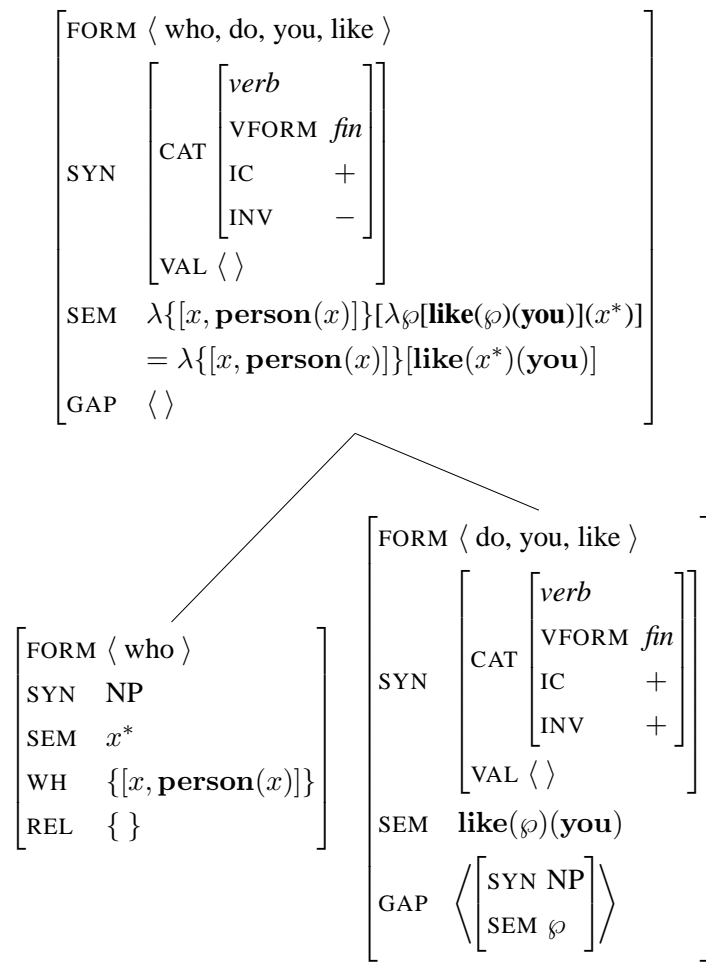 FORM ⟨ who, do, you, like ⟩
verb
VFORM fin
CAT
IC +
SYN
INV −
VAL ⟨ ⟩
SEM λ{[x, person(x)]}[λ℘[like(℘)(you)](x*)]
= λ{[x, person(x)]}[like(x*)(you)]
GAP ⟨ ⟩
FORM ⟨ who ⟩
SYN NP
SEM x*
WH {[x, person(x)]}
REL { }
FORM ⟨ do, you, like ⟩
verb
VFORM fin
CAT
SYN
IC +
INV +
VAL ⟨ ⟩
SEM like(℘)(you)
GAP ⟨[SYN NP
SEM ℘]⟩